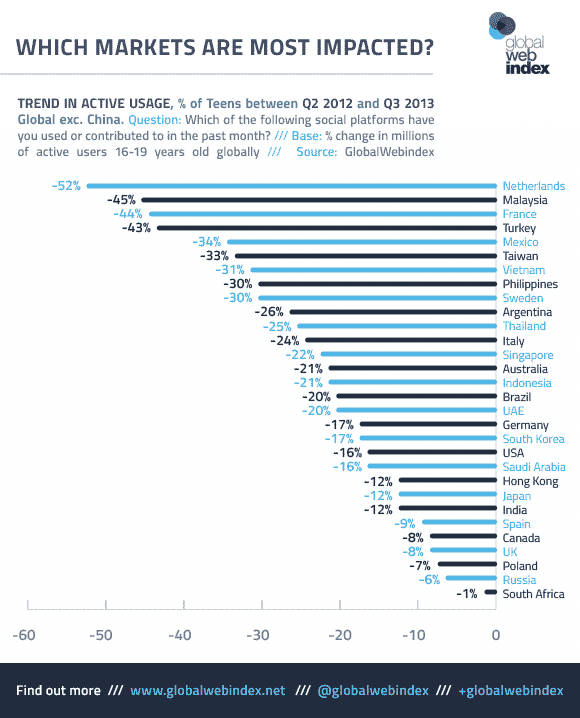 WHICH MARKETS ARE MOST IMPACTED?
global
web
index
TREND IN ACTIVE USAGE, % of Teens between Q2 2012 and Q3 2013
Global exc. China. Question: Which of the following social platforms have
you used or contributed to in the past month? /// Base: % change in millions
of active users 16-19 years old globally /// Source: GlobalWebindex
-52% Netherlands
-45% Malaysia
-44% France
-43% Turkey
-34% Mexico
-33% Taiwan
-31% Vietnam
-30% Philippines
-30% Sweden
-26% Argentina
-25% Thailand
-24% Italy
-22% Singapore
-21% Australia
-21% Indonesia
-20% Brazil
-20% UAE
-17% Germany
-17% South Korea
-16% USA
-16% Saudi Arabia
-12% Hong Kong
-12% Japan
-12% India
-9% Spain
-8% Canada
-8% UK
-7% Poland
-6% Russia
-1% South Africa
-60 -50 -40 -30 -20 -10 0
Find out more /// www.globalwebindex.net /// @globalwebindex /// +globalwebindex